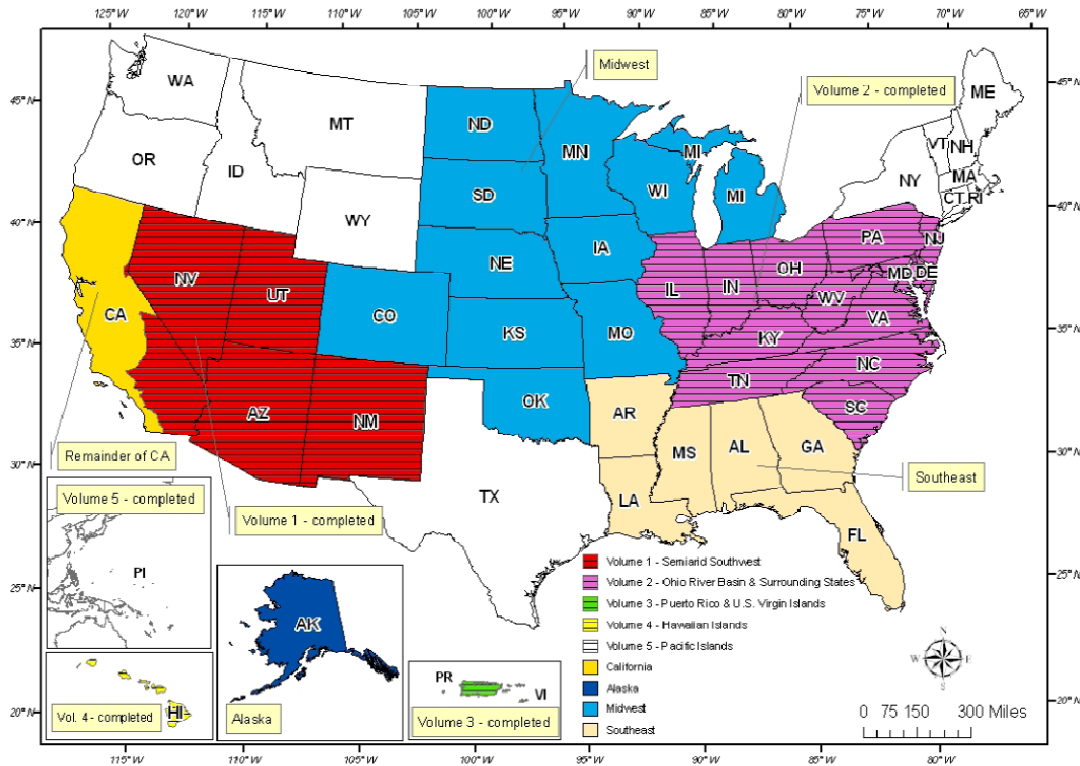 125°W 120°W 115°W 110°W 105°W 100°W 95°W 90°W 85°W 80°W 75°W 70°W 65°W
Midwest
Volume 2 - completed
45°N
45°N
40°N
40°N
35°N
35°N
30°N
30°N
25°N
25°N
20°N
20°N
WA
MT
ND
MN
MI
ME
VT
NH
OR
ID
SD
WI
MI
NY
MA
CT
RI
WY
IA
PA
NJ
NE
OH
MD
DE
NV
UT
IL
IN
WV
CA
CO
KS
MO
VA
KY
NC
TN
AZ
NM
OK
AR
SC
MS
AL
GA
Remainder of CA
Southeast
TX
LA
FL
Volume 5 - completed
Volume 1 - completed
PI
AK
Vol. 4 - completed
HI
Alaska
PR
VI
Volume 3 - completed
Volume 1 - Semiarid Southwest
Volume 2 - Ohio River Basin & Surrounding States
Volume 3 - Puerto Rico & U.S. Virgin Islands
Volume 4 - Hawaiian Islands
Volume 5 - Pacific Islands
California
Alaska
Midwest
Southeast
N
W
E
S
0 75 150 300 Miles
115°W 110°W 105°W 100°W 95°W 90°W 85°W 80°W